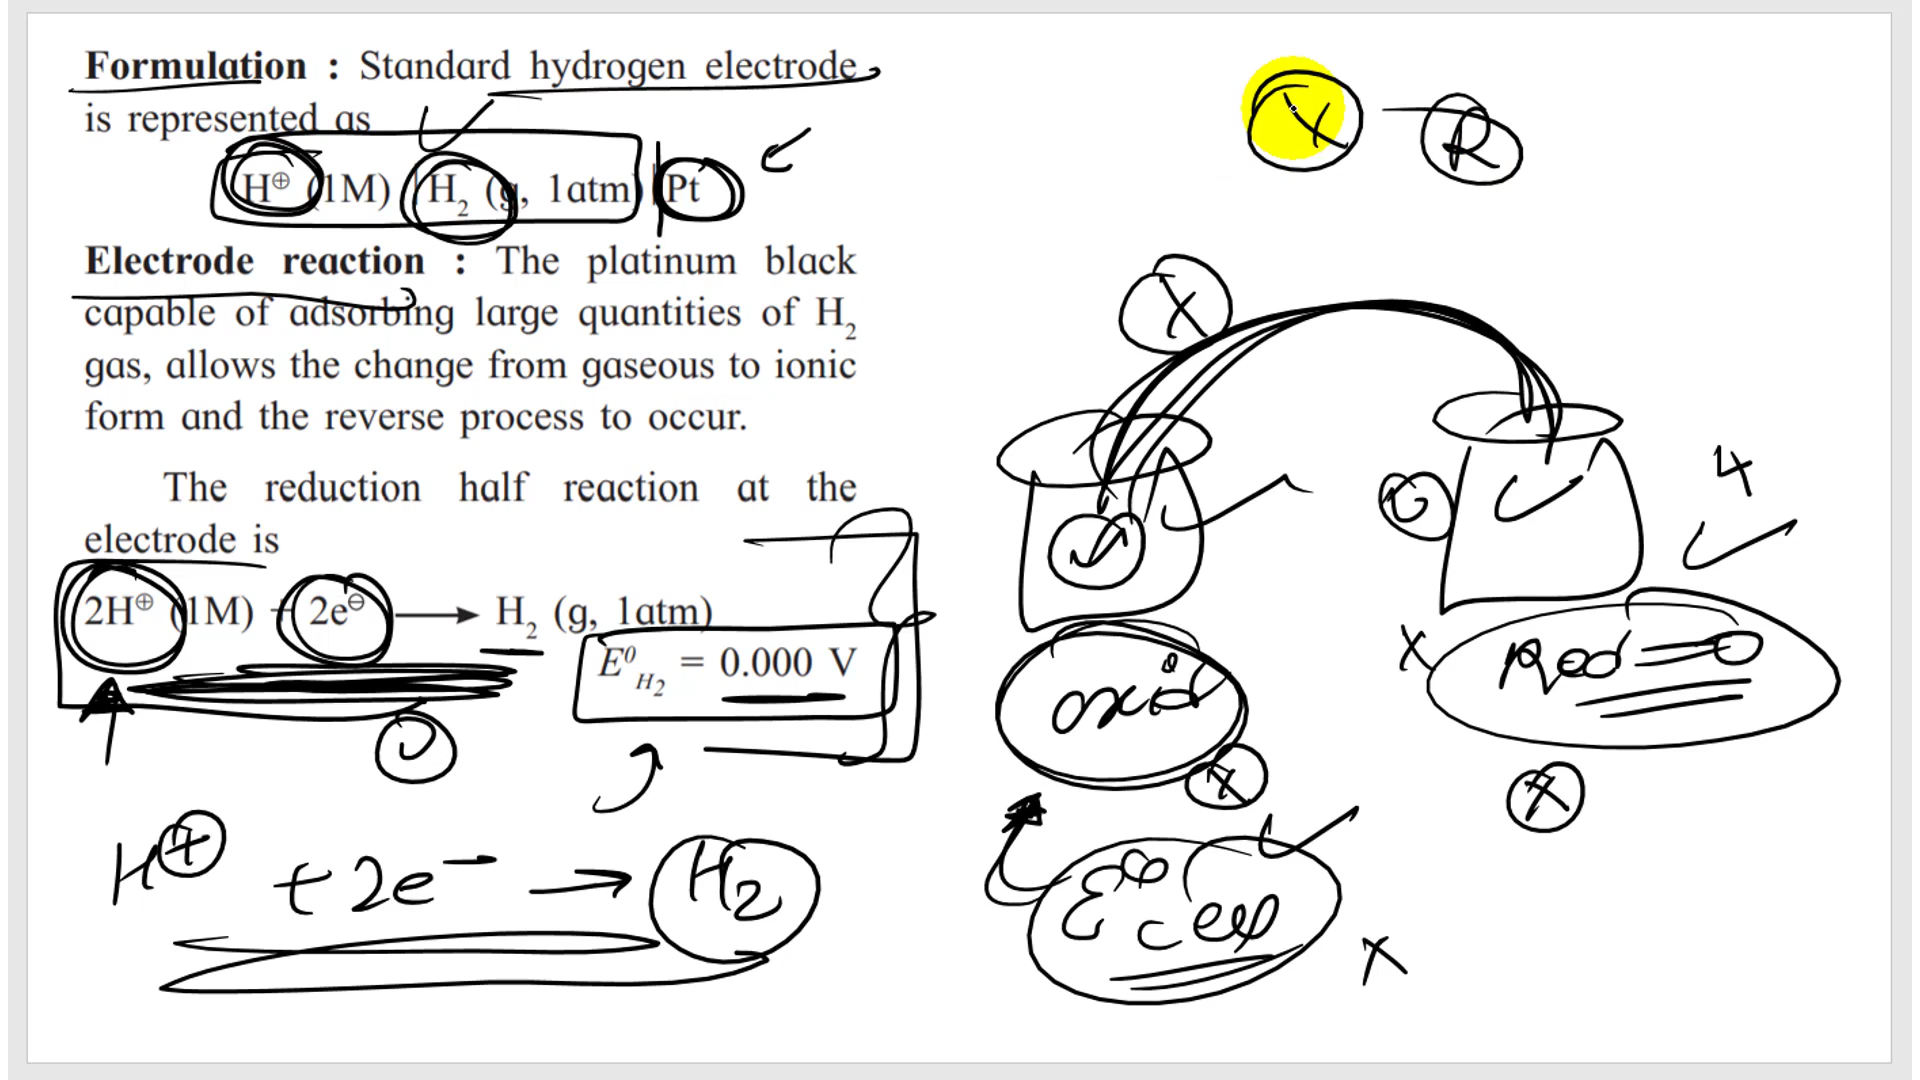 Formulation : Standard hydrogen electrode
is represented as
H⊕ (1M) | H₂ (g, 1atm) | Pt
Electrode reaction : The platinum black
capable of adsorbing large quantities of H₂
gas, allows the change from gaseous to ionic
form and the reverse process to occur.
The reduction half reaction at the
electrode is
2H⊕ (1M) + 2e⊖ ⟶ H₂ (g, 1atm)
E⁰H₂ = 0.000 V
H⁺ + 2e⁻ → H₂
X
R
X
4
oxid
Red
X
E⁰ cell
X